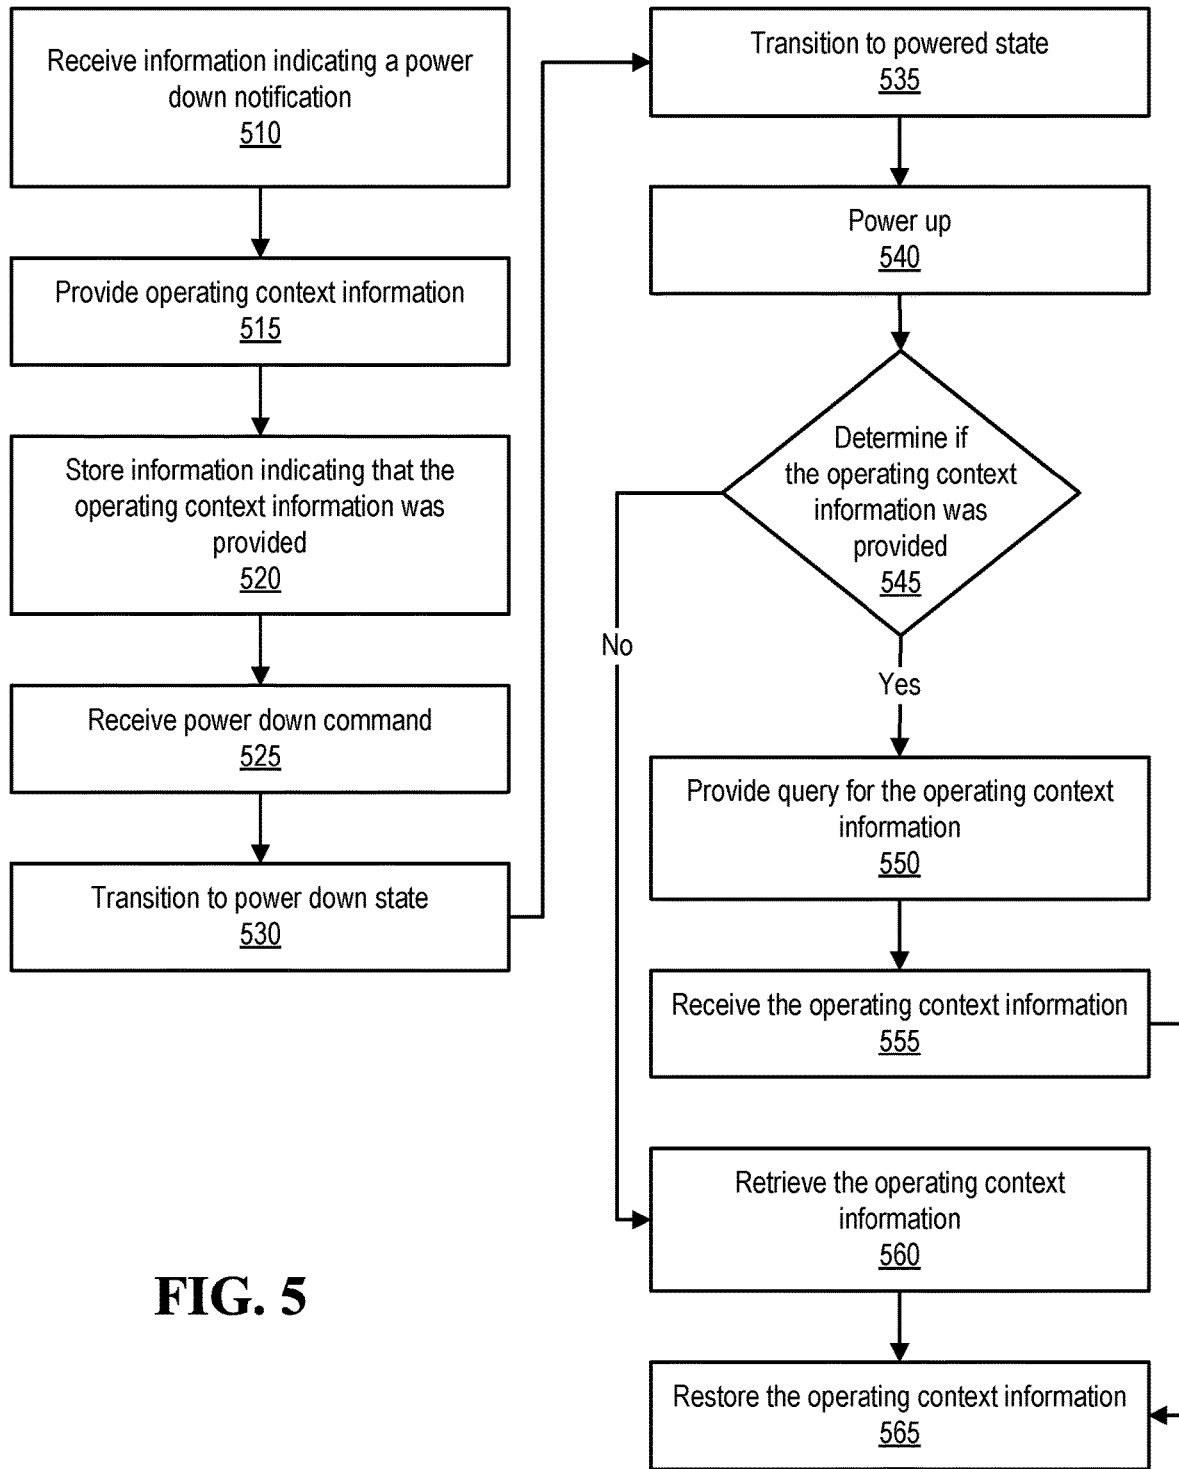 Receive information indicating a power
down notification
510
Provide operating context information
515
Store information indicating that the
operating context information was
provided
520
Receive power down command
525
Transition to power down state
530
Transition to powered state
535
Power up
540
Determine if
the operating context
information was
provided
545
No
Yes
Provide query for the operating context
information
550
Receive the operating context information
555
Retrieve the operating context
information
560
Restore the operating context information
565
FIG. 5